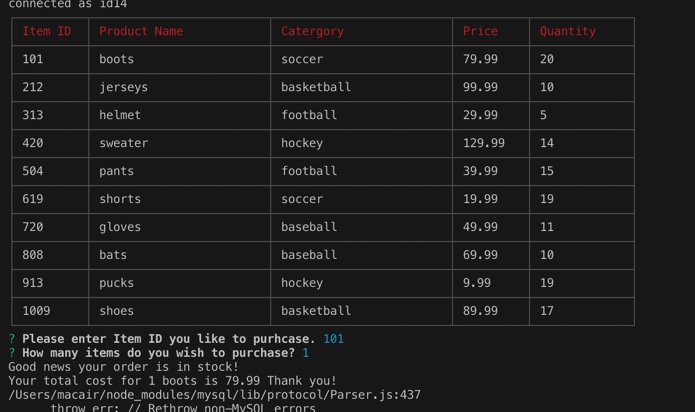 connected as id14
Item ID Product Name Catergory Price Quantity
101 boots soccer 79.99 20
212 jerseys basketball 99.99 10
313 helmet football 29.99 5
420 sweater hockey 129.99 14
504 pants football 39.99 15
619 shorts soccer 19.99 19
720 gloves baseball 49.99 11
808 bats baseball 69.99 10
913 pucks hockey 9.99 19
1009 shoes basketball 89.99 17
? Please enter Item ID you like to purhcase. 101
? How many items do you wish to purchase? 1
Good news your order is in stock!
Your total cost for 1 boots is 79.99 Thank you!
/Users/macair/node_modules/mysql/lib/protocol/Parser.js:437
throw err; // Rethrow non-MySQL errors